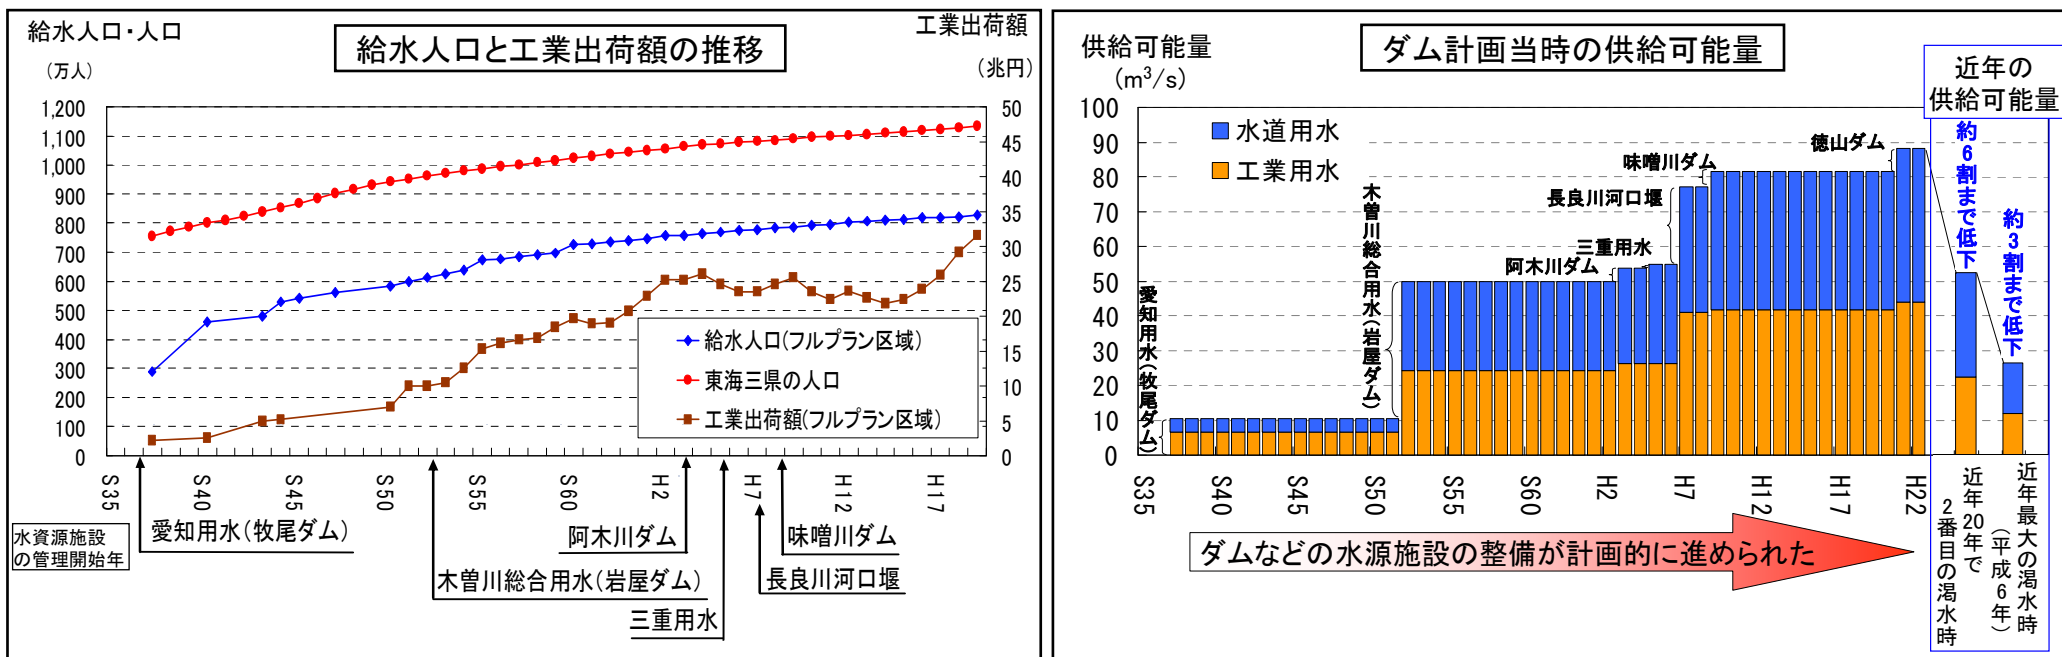 給水人口・人口
（万人）
給水人口と工業出荷額の推移
工業出荷額
（兆円）
1,200
1,100
1,000
900
800
700
600
500
400
300
200
100
0
50
45
40
35
30
25
20
15
10
5
0
給水人口(フルプラン区域)
東海三県の人口
工業出荷額(フルプラン区域)
S35
S40
S45
S50
S55
S60
H2
H7
H12
H17
水資源施設
の管理開始年
愛知用水(牧尾ダム)
木曽川総合用水(岩屋ダム)
阿木川ダム
三重用水
長良川河口堰
味噌川ダム
供給可能量
(m³/s)
ダム計画当時の供給可能量
100
90
80
70
60
50
40
30
20
10
0
水道用水
工業用水
愛知用水(牧尾ダム)
木曽川総合用水(岩屋ダム)
阿木川ダム
三重用水
長良川河口堰
味噌川ダム
徳山ダム
近年の
供給可能量
約6割まで低下
約3割まで低下
S35
S40
S45
S50
S55
S60
H2
H7
H12
H17
H22
近年20年で
2番目の渇水時
近年最大の渇水時
(平成6年)
ダムなどの水源施設の整備が計画的に進められた